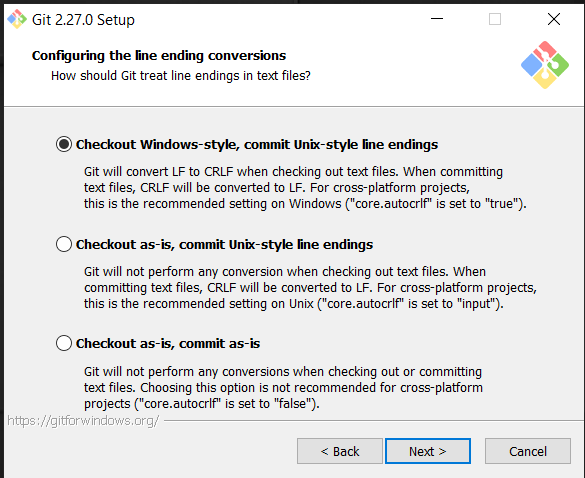 Git 2.27.0 Setup
Configuring the line ending conversions
How should Git treat line endings in text files?
Checkout Windows-style, commit Unix-style line endings
Git will convert LF to CRLF when checking out text files. When committing
text files, CRLF will be converted to LF. For cross-platform projects,
this is the recommended setting on Windows ("core.autocrlf" is set to "true").
Checkout as-is, commit Unix-style line endings
Git will not perform any conversion when checking out text files. When
committing text files, CRLF will be converted to LF. For cross-platform projects,
this is the recommended setting on Unix ("core.autocrlf" is set to "input").
Checkout as-is, commit as-is
Git will not perform any conversions when checking out or committing
text files. Choosing this option is not recommended for cross-platform
projects ("core.autocrlf" is set to "false").
https://gitforwindows.org/
< Back Next > Cancel